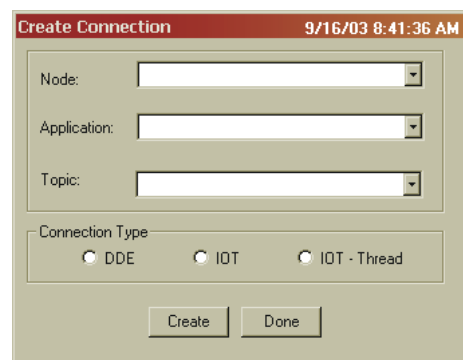 Create Connection 9/16/03 8:41:36 AM
Node:
Application:
Topic:
Connection Type
DDE IOT IOT - Thread
Create Done